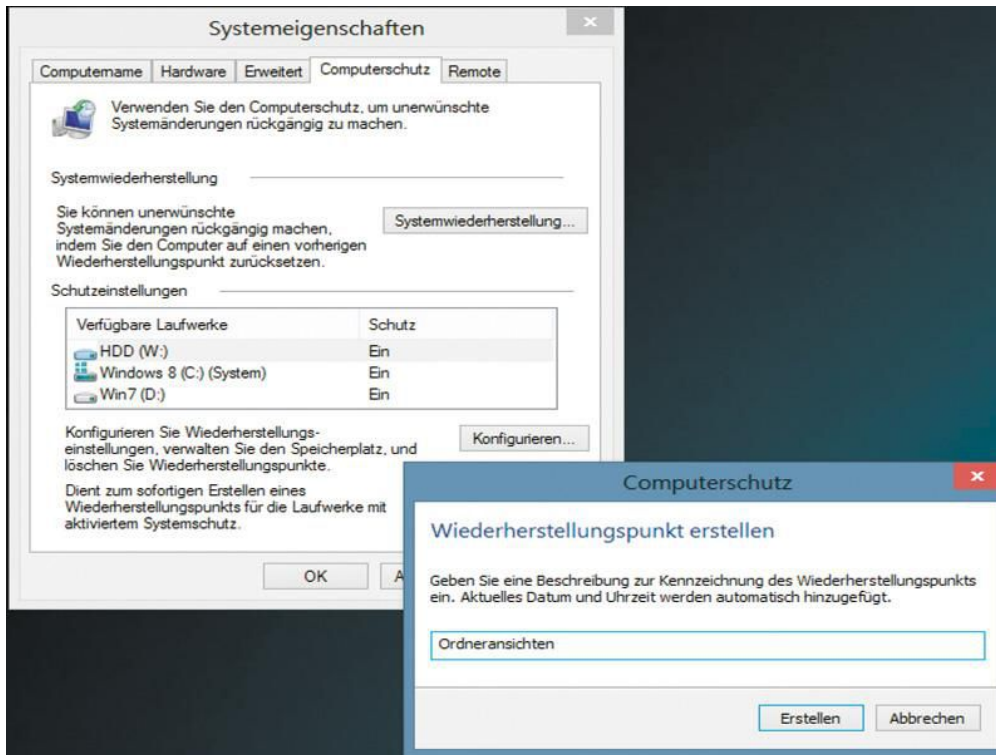 Systemeigenschaften
Computername Hardware Erweitert Computerschutz Remote
Verwenden Sie den Computerschutz, um unerwünschte
Systemänderungen rückgängig zu machen.
Systemwiederherstellung
Sie können unerwünschte
Systemänderungen rückgängig machen,
indem Sie den Computer auf einen vorherigen
Wiederherstellungspunkt zurücksetzen.
Systemwiederherstellung...
Schutzeinstellungen
Verfügbare Laufwerke Schutz
HDD (W:) Ein
Windows 8 (C:) (System) Ein
Win7 (D:) Ein
Konfigurieren Sie Wiederherstellungs-
einstellungen, verwalten Sie den Speicherplatz, und
löschen Sie Wiederherstellungspunkte.
Konfigurieren...
Dient zum sofortigen Erstellen eines
Wiederherstellungspunkts für die Laufwerke mit
aktiviertem Systemschutz.
OK A
Computerschutz
Wiederherstellungspunkt erstellen
Geben Sie eine Beschreibung zur Kennzeichnung des Wiederherstellungspunkts
ein. Aktuelles Datum und Uhrzeit werden automatisch hinzugefügt.
Ordneransichten
Erstellen Abbrechen